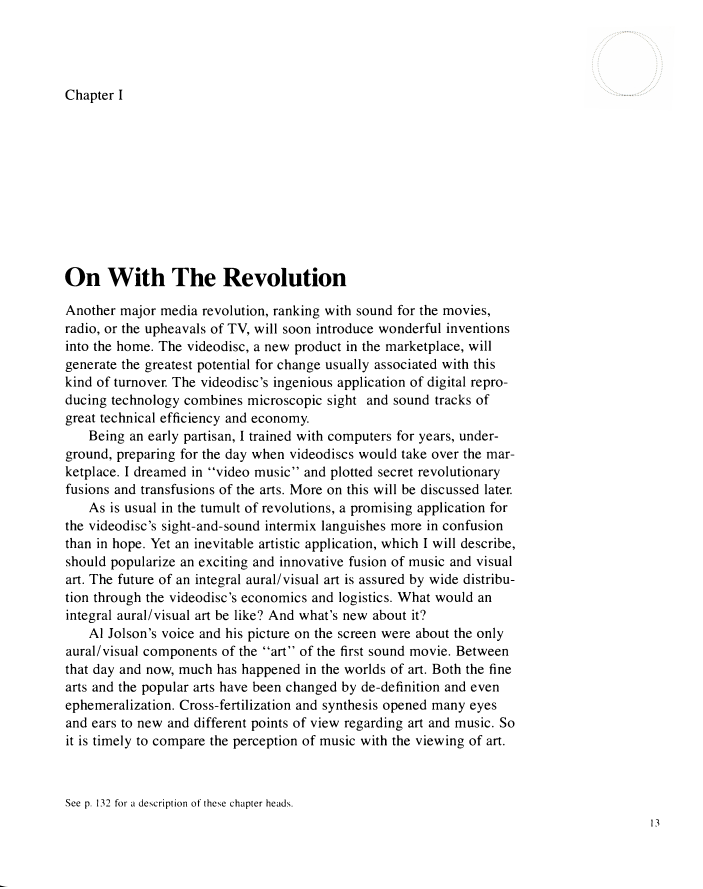 Chapter I
On With The Revolution
Another major media revolution, ranking with sound for the movies,
radio, or the upheavals of TV, will soon introduce wonderful inventions
into the home. The videodisc, a new product in the marketplace, will
generate the greatest potential for change usually associated with this
kind of turnover. The videodisc's ingenious application of digital repro-
ducing technology combines microscopic sight and sound tracks of
great technical efficiency and economy.
Being an early partisan, I trained with computers for years, under-
ground, preparing for the day when videodiscs would take over the mar-
ketplace. I dreamed in ‘‘video music’’ and plotted secret revolutionary
fusions and transfusions of the arts. More on this will be discussed later.
As is usual in the tumult of revolutions, a promising application for
the videodisc's sight-and-sound intermix languishes more in confusion
than in hope. Yet an inevitable artistic application, which I will describe,
should popularize an exciting and innovative fusion of music and visual
art. The future of an integral aural/visual art is assured by wide distribu-
tion through the videodisc's economics and logistics. What would an
integral aural/visual art be like? And what's new about it?
Al Jolson's voice and his picture on the screen were about the only
aural/visual components of the ‘‘art’’ of the first sound movie. Between
that day and now, much has happened in the worlds of art. Both the fine
arts and the popular arts have been changed by de-definition and even
ephemeralization. Cross-fertilization and synthesis opened many eyes
and ears to new and different points of view regarding art and music. So
it is timely to compare the perception of music with the viewing of art.
See p. 132 for a description of these chapter heads.
13